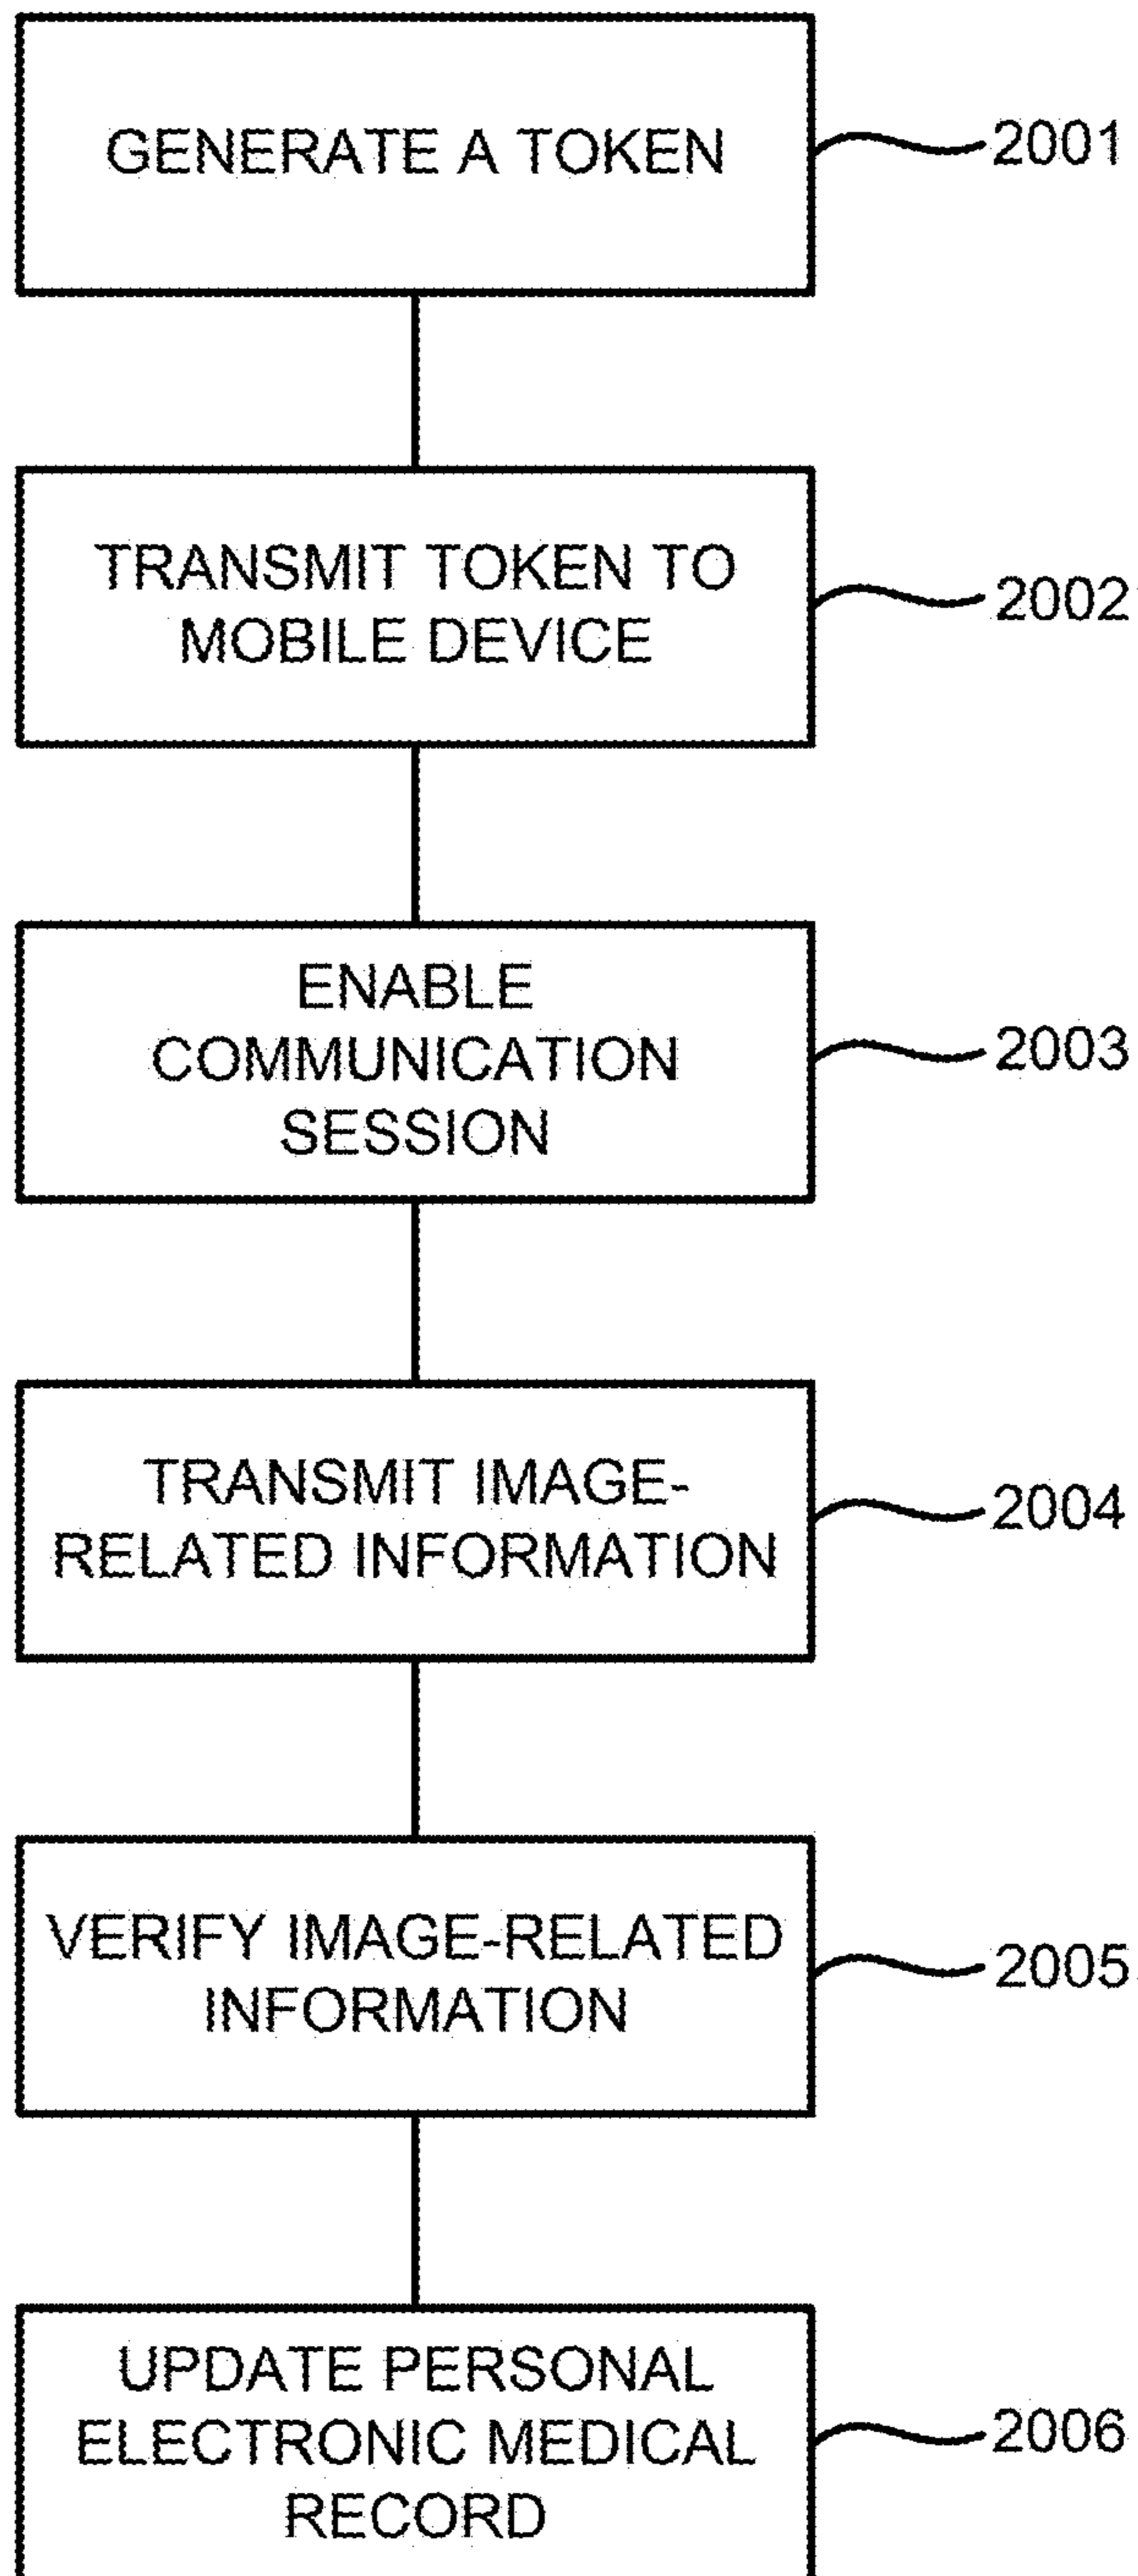 GENERATE A TOKEN
2001
TRANSMIT TOKEN TO
MOBILE DEVICE
2002
ENABLE
COMMUNICATION
SESSION
2003
TRANSMIT IMAGE-
RELATED INFORMATION
2004
VERIFY IMAGE-RELATED
INFORMATION
2005
UPDATE PERSONAL
ELECTRONIC MEDICAL
RECORD
2006